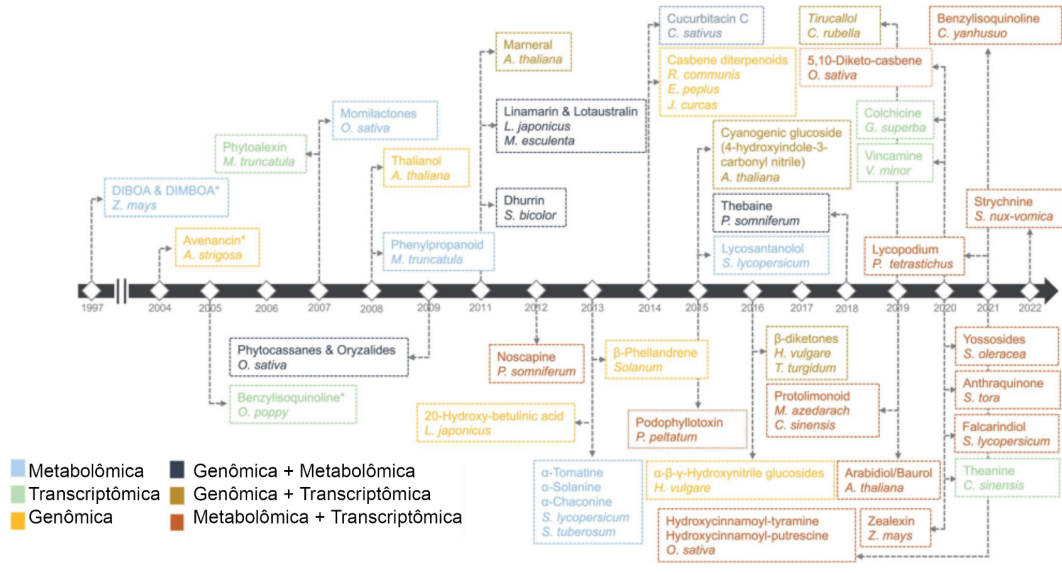 Cucurbitacin C
C. sativus
Tirucallol
C. rubella
Benzylisoquinoline
C. yanhusuo
Marneral
A. thaliana
Casbene diterpenoids
R. communis
E. peplus
J. curcas
5,10-Diketo-casbene
O. sativa
Momilactones
O. sativa
Linamarin & Lotaustralin
L. japonicus
M. esculenta
Colchicine
G. superba
Phytoalexin
M. truncatula
Cyanogenic glucoside
(4-hydroxyindole-3-
carbonyl nitrile)
A. thaliana
Vincamine
V. minor
Thalianol
A. thaliana
DIBOA & DIMBOA*
Z. mays
Dhurrin
S. bicolor
Thebaine
P. somniferum
Strychnine
S. nux-vomica
Avenancin*
A. strigosa
Phenylpropanoid
M. truncatula
Lycosantanolol
S. lycopersicum
Lycopodium
P. tetrastichus
1997 2004 2005 2006 2007 2008 2009 2011 2012 2013 2014 2015 2016 2017 2018 2019 2020 2021 2022
Phytocassanes & Oryzalides
O. sativa
Noscapine
P. somniferum
β-Phellandrene
Solanum
β-diketones
H. vulgare
T. turgidum
Yossosides
S. oleracea
Benzylisoquinoline*
O. poppy
20-Hydroxy-betulinic acid
L. japonicus
Podophyllotoxin
P. peltatum
Protolimonoid
M. azedarach
C. sinensis
Anthraquinone
S. tora
Falcarindiol
S. lycopersicum
α-Tomatine
α-Solanine
α-Chaconine
S. lycopersicum
S. tuberosum
α-β-γ-Hydroxynitrile glucosides
H. vulgare
Arabidiol/Baurol
A. thaliana
Theanine
C. sinensis
Hydroxycinnamoyl-tyramine
Hydroxycinnamoyl-putrescine
O. sativa
Zealexin
Z. mays
Metabolômica
Transcriptômica
Genômica
Genômica + Metabolômica
Genômica + Transcriptômica
Metabolômica + Transcriptômica